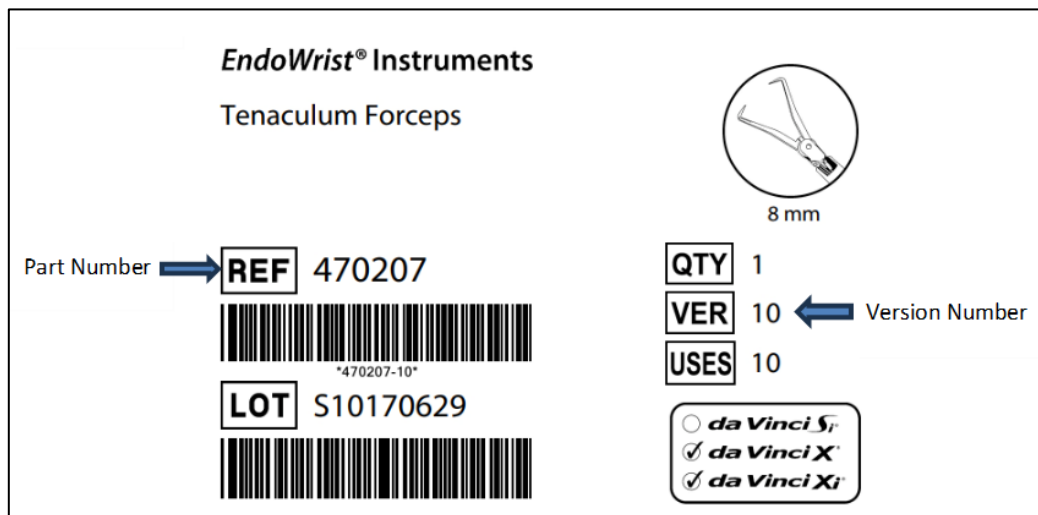 EndoWrist® Instruments
Tenaculum Forceps
8 mm
Part Number
REF 470207
*470207-10*
LOT S10170629
QTY 1
VER 10
Version Number
USES 10
da Vinci Si®
da Vinci X®
da Vinci Xi®